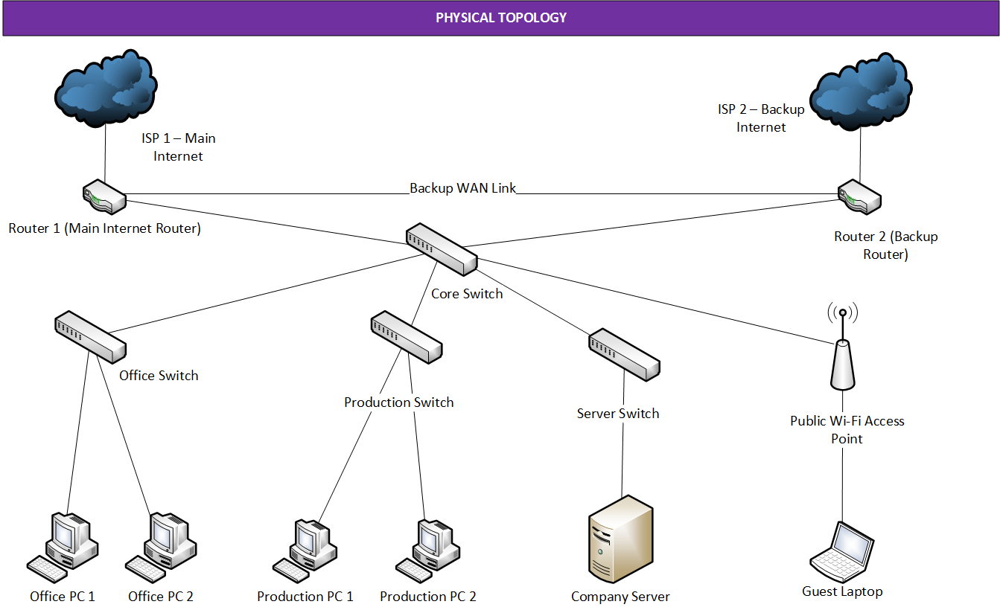 PHYSICAL TOPOLOGY
ISP 1 – Main
Internet
ISP 2 – Backup
Internet
Backup WAN Link
Router 1 (Main Internet Router)
Router 2 (Backup
Router)
Core Switch
Office Switch
Production Switch
Server Switch
Public Wi-Fi Access
Point
Office PC 1
Office PC 2
Production PC 1
Production PC 2
Company Server
Guest Laptop